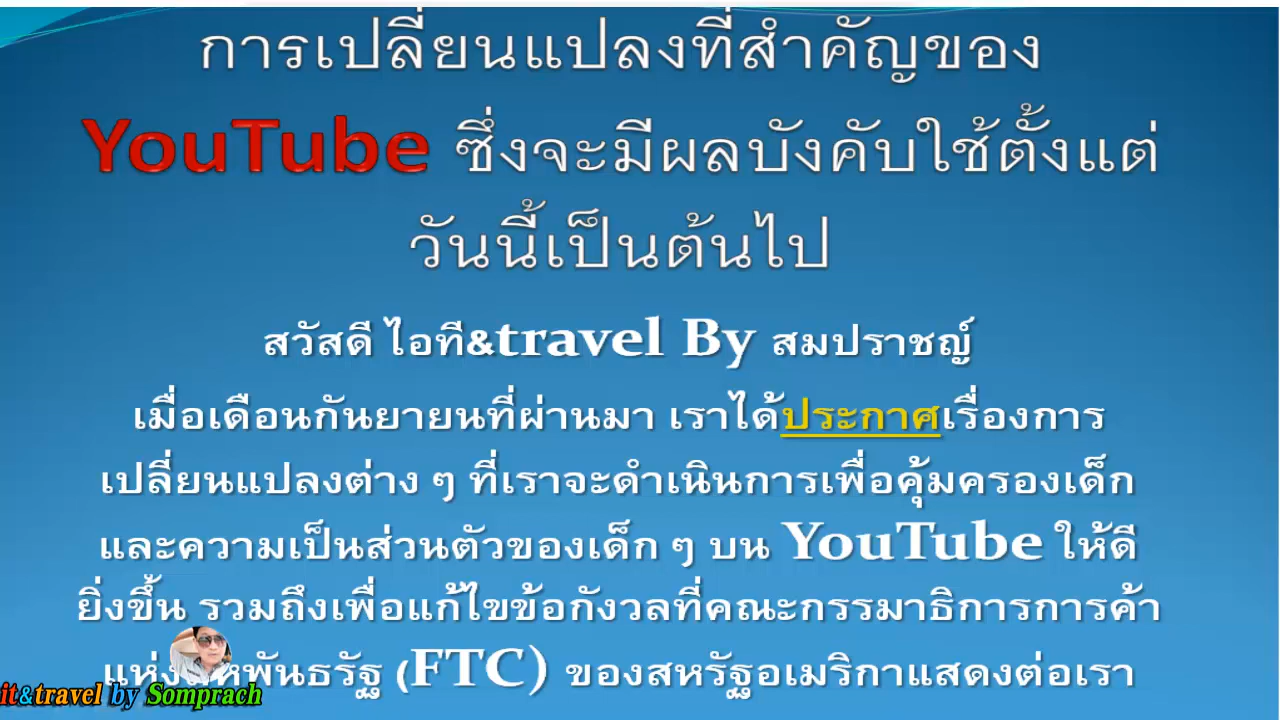 การเปลี่ยนแปลงที่สำคัญของ
YouTube ซึ่งจะมีผลบังคับใช้ตั้งแต่
วันนี้เป็นต้นไป
สวัสดี ไอที&travel By สมปราชญ์
เมื่อเดือนกันยายนที่ผ่านมา เราได้ประกาศเรื่องการ
เปลี่ยนแปลงต่าง ๆ ที่เราจะดำเนินการเพื่อคุ้มครองเด็ก
และความเป็นส่วนตัวของเด็ก ๆ บน YouTube ให้ดี
ยิ่งขึ้น รวมถึงเพื่อแก้ไขข้อกังวลที่คณะกรรมาธิการการค้า
แห่งสหพันธรัฐ (FTC) ของสหรัฐอเมริกาแสดงต่อเรา
it&travel by Somprach